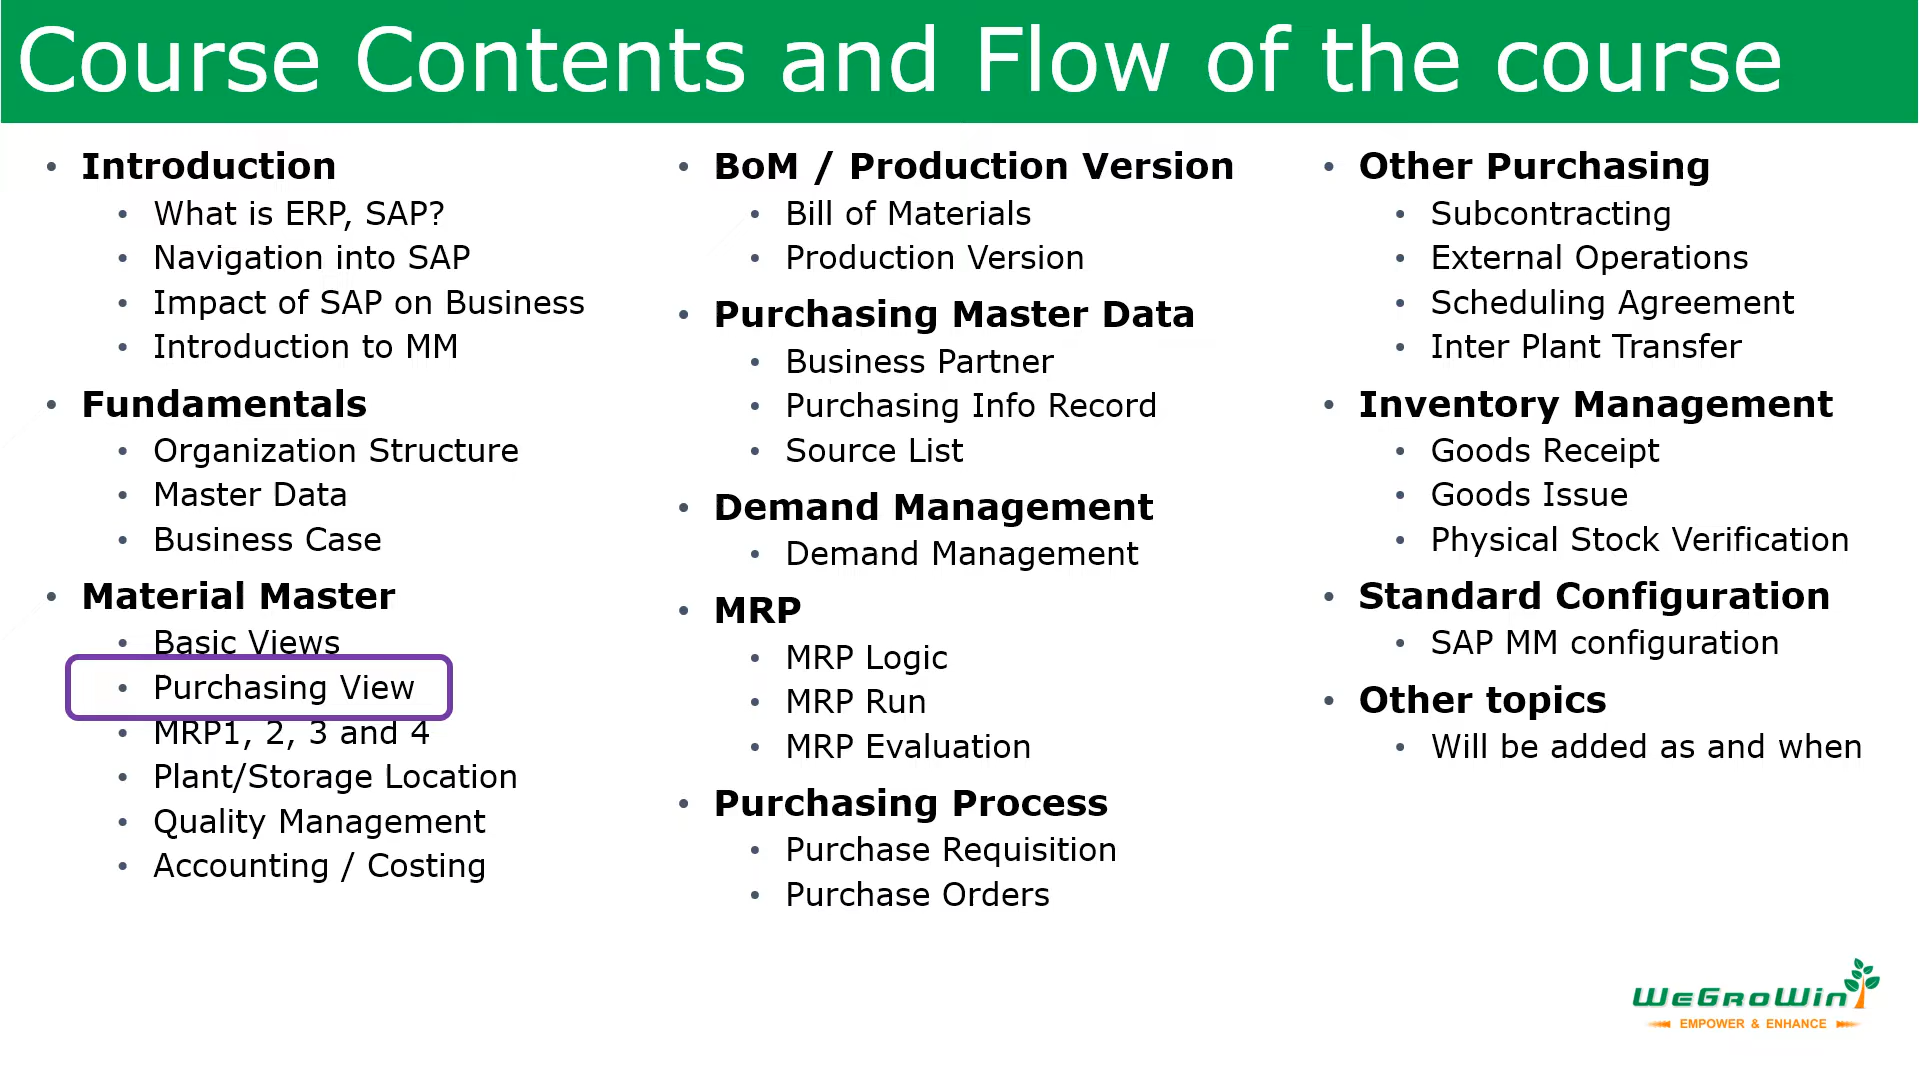 Course Contents and Flow of the course
• Introduction
• What is ERP, SAP?
• Navigation into SAP
• Impact of SAP on Business
• Introduction to MM
• Fundamentals
• Organization Structure
• Master Data
• Business Case
• Material Master
• Basic Views
• Purchasing View
• MRP1, 2, 3 and 4
• Plant/Storage Location
• Quality Management
• Accounting / Costing
• BoM / Production Version
• Bill of Materials
• Production Version
• Purchasing Master Data
• Business Partner
• Purchasing Info Record
• Source List
• Demand Management
• Demand Management
• MRP
• MRP Logic
• MRP Run
• MRP Evaluation
• Purchasing Process
• Purchase Requisition
• Purchase Orders
• Other Purchasing
• Subcontracting
• External Operations
• Scheduling Agreement
• Inter Plant Transfer
• Inventory Management
• Goods Receipt
• Goods Issue
• Physical Stock Verification
• Standard Configuration
• SAP MM configuration
• Other topics
• Will be added as and when
WeGroWin
EMPOWER & ENHANCE